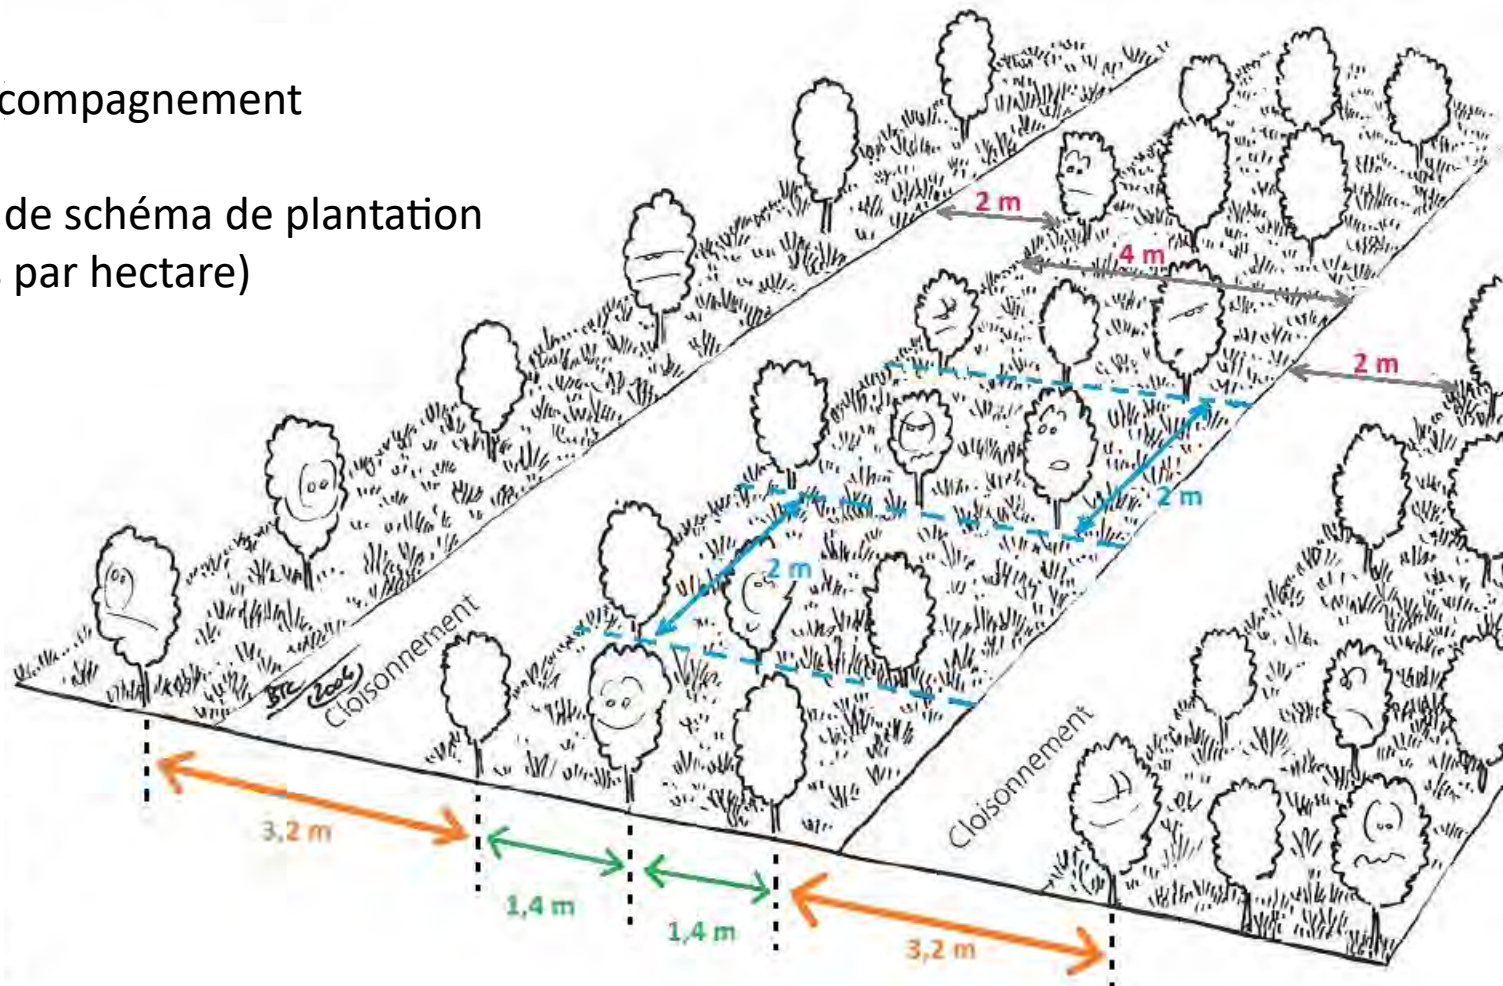 compagnement
de schéma de plantation
par hectare)
2 m
4 m
2 m
2 m
2 m
BTC
2006
Cloisonnement
Cloisonnement
3,2 m
1,4 m
1,4 m
3,2 m